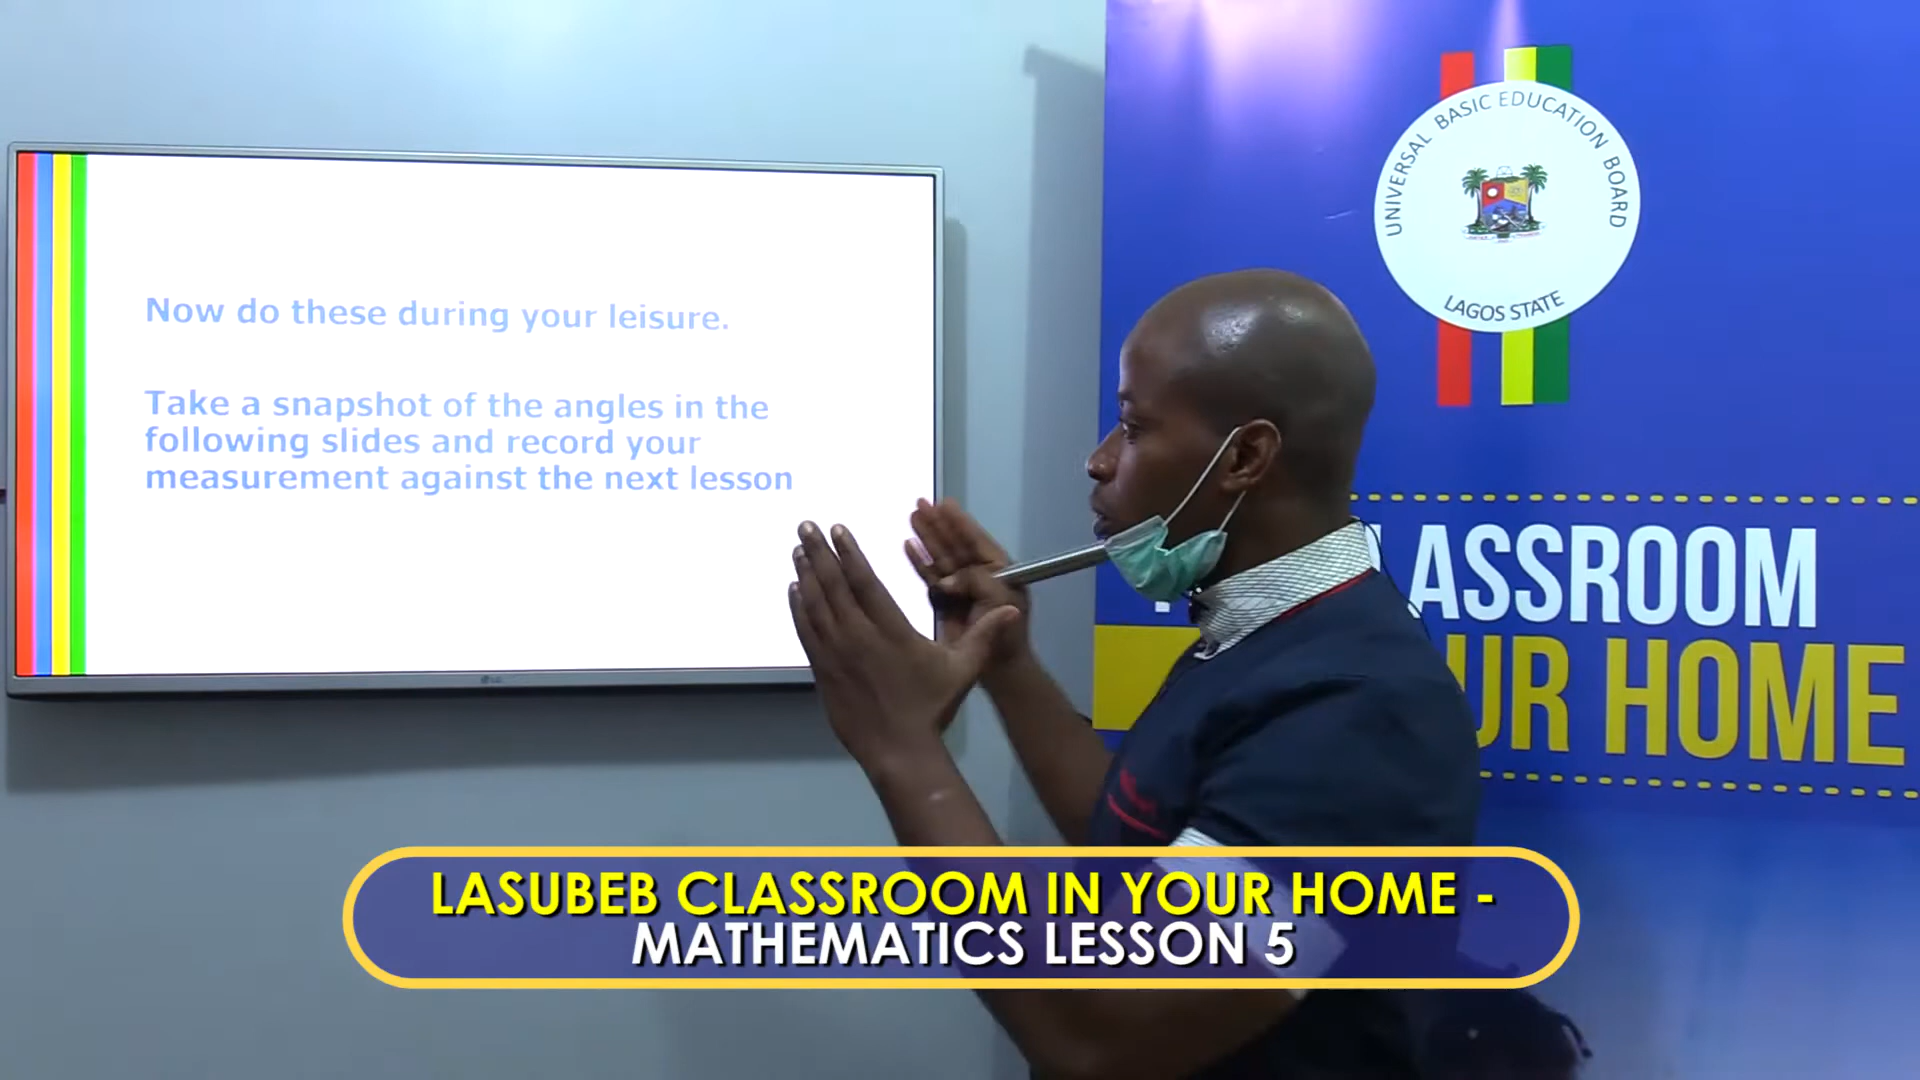 Now do these during your leisure.
Take a snapshot of the angles in the
following slides and record your
measurement against the next lesson
LG
UNIVERSAL BASIC EDUCATION BOARD
LAGOS STATE
LASSROOM
UR HOME
LASUBEB CLASSROOM IN YOUR HOME -
MATHEMATICS LESSON 5